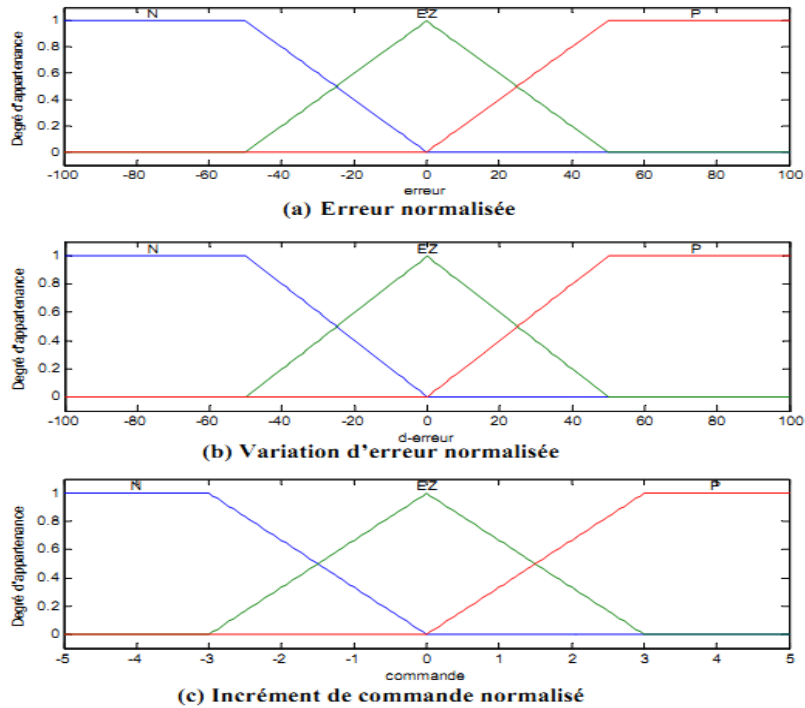 N EZ P
Degré d'appartenance
1
0.8
0.6
0.4
0.2
0
-100 -80 -60 -40 -20 0 20 40 60 80 100
erreur
(a) Erreur normalisée
N EZ P
Degré d'appartenance
1
0.8
0.6
0.4
0.2
0
-100 -80 -60 -40 -20 0 20 40 60 80 100
d-erreur
(b) Variation d'erreur normalisée
N EZ P
Degré d'appartenance
1
0.8
0.6
0.4
0.2
0
-5 -4 -3 -2 -1 0 1 2 3 4 5
commande
(c) Incrément de commande normalisé